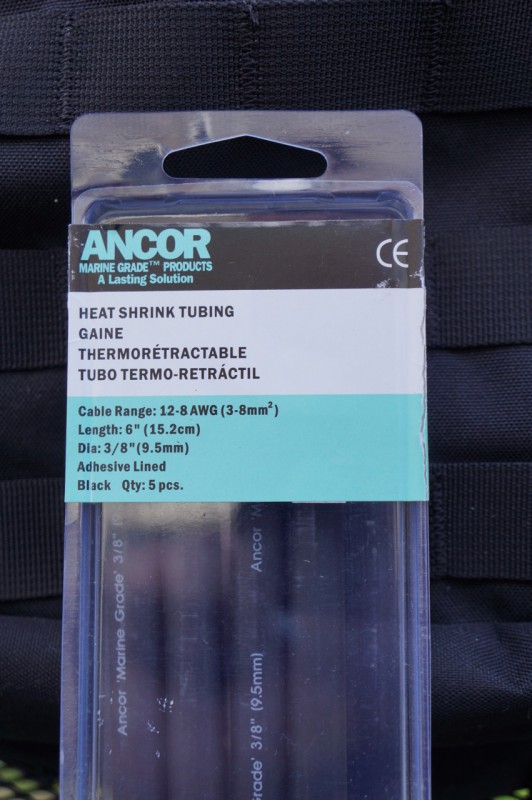 ANCOR
MARINE GRADE™ PRODUCTS
A Lasting Solution
CE
HEAT SHRINK TUBING
GAINE
THERMORÉTRACTABLE
TUBO TERMO-RETRÁCTIL
Cable Range: 12-8 AWG (3-8mm²)
Length: 6" (15.2cm)
Dia: 3/8" (9.5mm)
Adhesive Lined
Black Qty: 5 pcs.
Ancor 'Marine Grade' 3/8" (
Ancor
Grade' 3/8" (9.5mm)